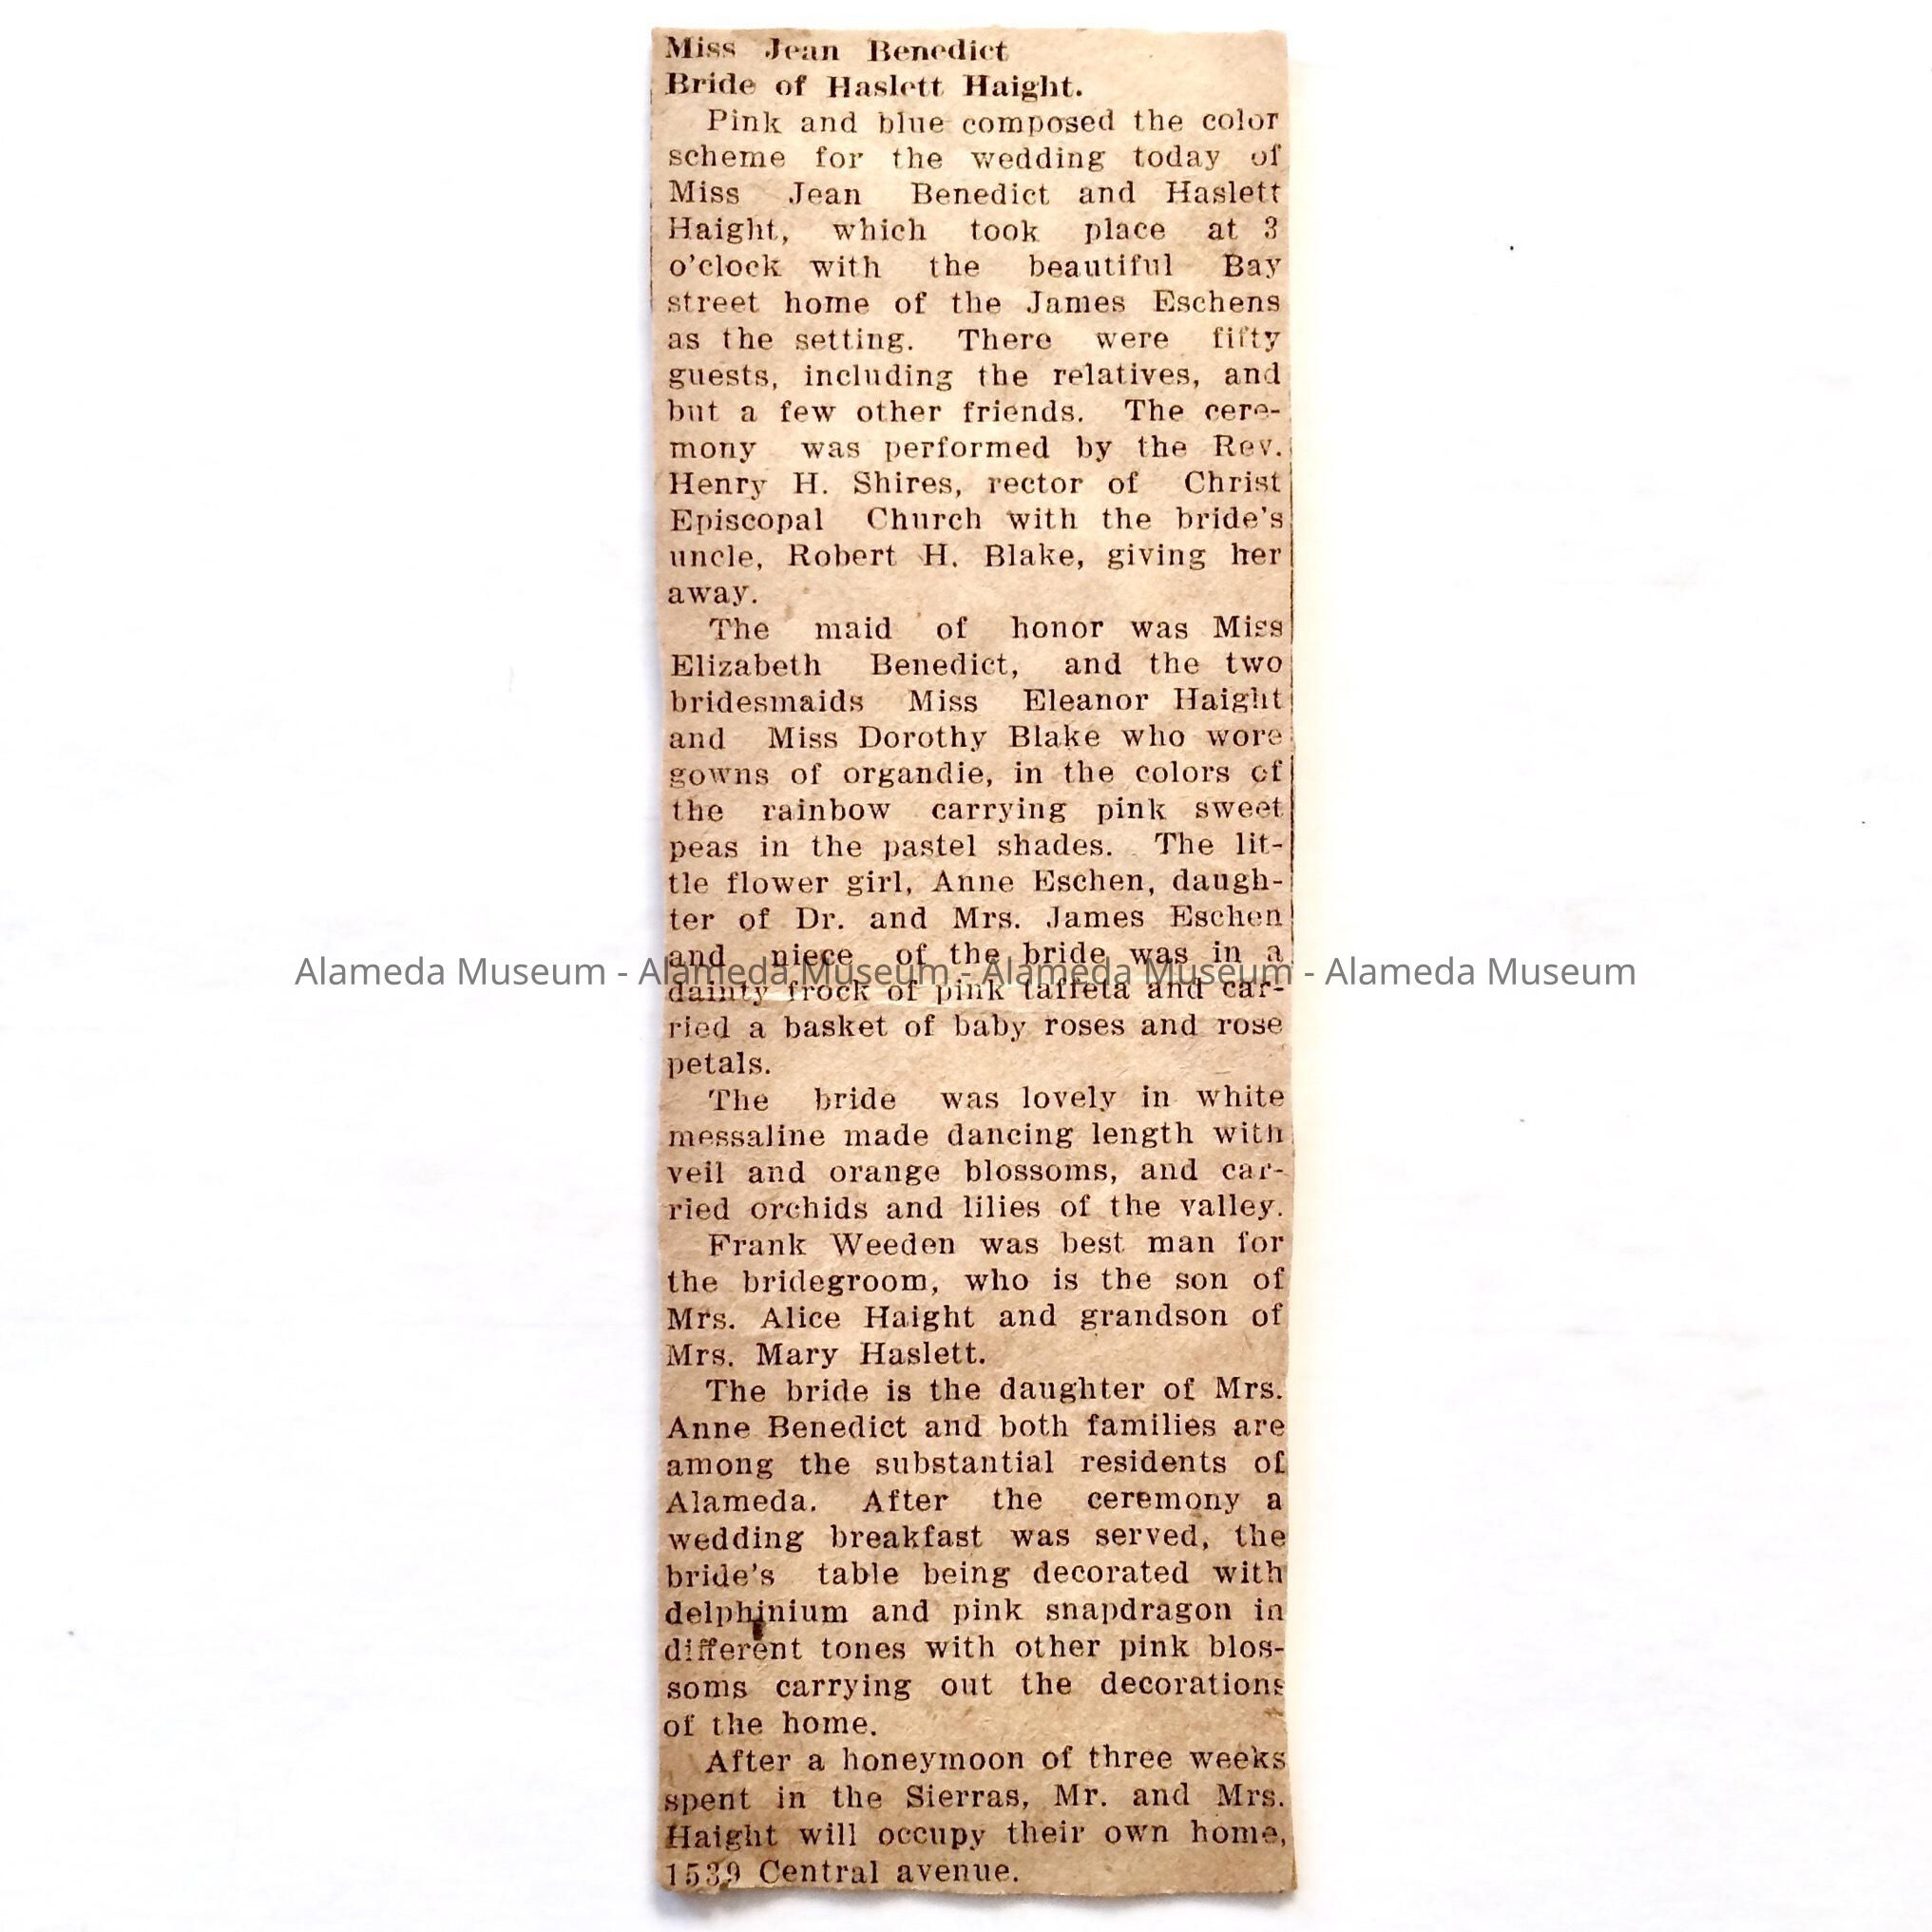 Miss Jean Benedict
Bride of Haslett Haight.
Pink and blue composed the color
scheme for the wedding today of
Miss Jean Benedict and Haslett
Haight, which took place at 3
o'clock with the beautiful Bay
street home of the James Eschens
as the setting. There were fifty
guests, including the relatives, and
but a few other friends. The cere-
mony was performed by the Rev.
Henry H. Shires, rector of Christ
Episcopal Church with the bride's
uncle, Robert H. Blake, giving her
away.
The maid of honor was Miss
Elizabeth Benedict, and the two
bridesmaids Miss Eleanor Haight
and Miss Dorothy Blake who wore
gowns of organdie, in the colors of
the rainbow carrying pink sweet
peas in the pastel shades. The lit-
tle flower girl, Anne Eschen, daugh-
ter of Dr. and Mrs. James Eschen
and niece of the bride was in a
Alameda Museum - Alameda Museum - Alameda Museum - Alameda Museum
dainty frock of pink taffeta and car-
ried a basket of baby roses and rose
petals.
The bride was lovely in white
messaline made dancing length with
veil and orange blossoms, and car-
ried orchids and lilies of the valley.
Frank Weeden was best man for
the bridegroom, who is the son of
Mrs. Alice Haight and grandson of
Mrs. Mary Haslett.
The bride is the daughter of Mrs.
Anne Benedict and both families are
among the substantial residents of
Alameda. After the ceremony a
wedding breakfast was served, the
bride's table being decorated with
delphinium and pink snapdragon in
different tones with other pink blos-
soms carrying out the decorations
of the home.
After a honeymoon of three weeks
spent in the Sierras, Mr. and Mrs.
Haight will occupy their own home,
1539 Central avenue.